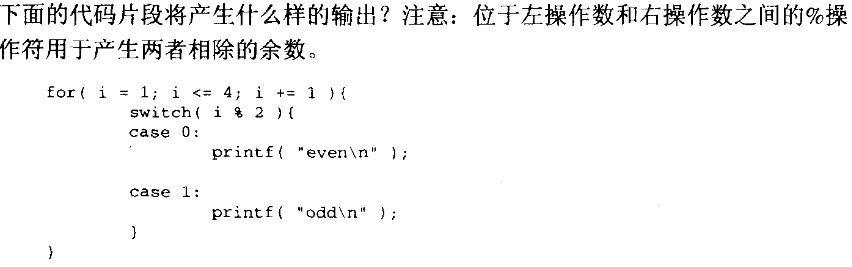 下面的代码片段将产生什么样的输出？注意：位于左操作数和右操作数之间的%操
作符用于产生两者相除的余数。
for( i = 1; i <= 4; i += 1 ){
switch( i % 2 ){
case 0:
printf( "even\n" );
case 1:
printf( "odd\n" );
}
}